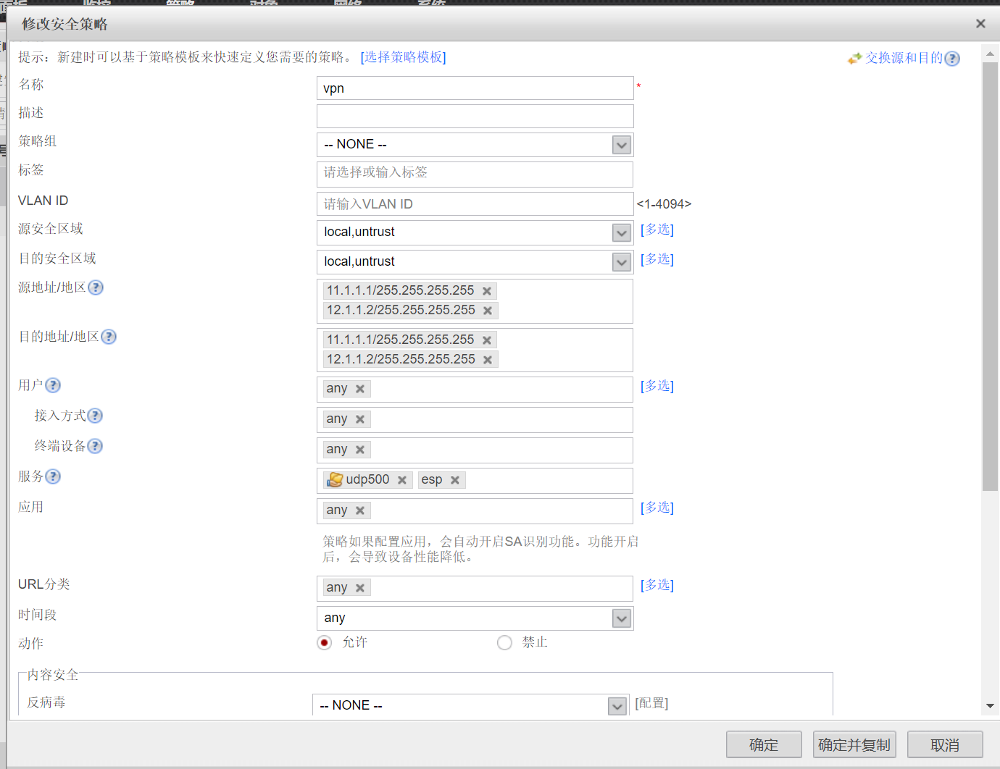 修改安全策略
提示：新建时可以基于策略模板来快速定义您需要的策略。 [选择策略模板]
交换源和目的
名称
vpn
*
描述
策略组
-- NONE --
标签
请选择或输入标签
VLAN ID
请输入VLAN ID
<1-4094>
源安全区域
local,untrust
[多选]
目的安全区域
local,untrust
[多选]
源地址/地区
11.1.1.1/255.255.255.255
12.1.1.2/255.255.255.255
目的地址/地区
11.1.1.1/255.255.255.255
12.1.1.2/255.255.255.255
用户
any
[多选]
接入方式
any
终端设备
any
服务
udp500 esp
应用
any
[多选]
策略如果配置应用，会自动开启SA识别功能。功能开启
后，会导致设备性能降低。
URL分类
any
[多选]
时间段
any
动作
允许
禁止
内容安全
反病毒
-- NONE --
[配置]
确定
确定并复制
取消